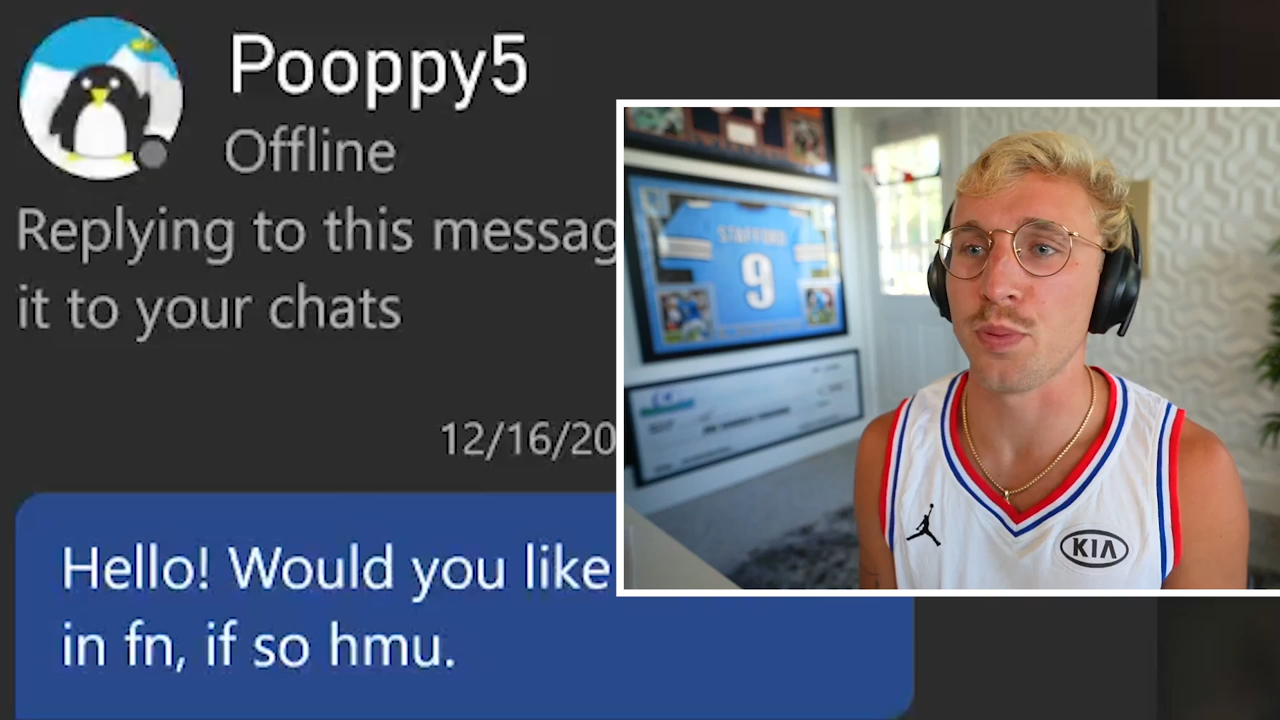 Pooppy5
Offline
Replying to this messag
it to your chats
12/16/20
Hello! Would you like
in fn, if so hmu.
STAFFORD
9
KIA